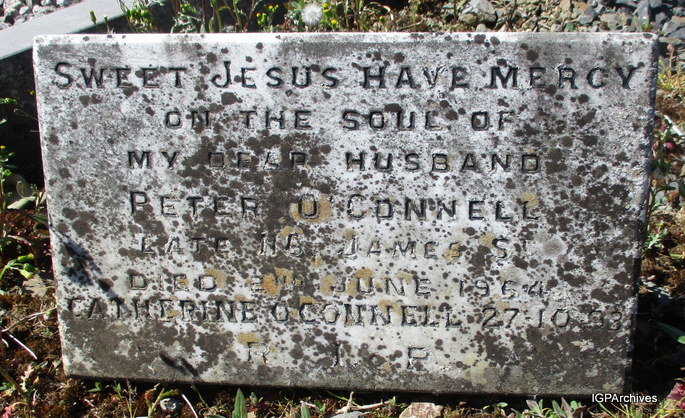 SWEET JESUS HAVE MERCY
ON THE SOUL OF
MY DEAR HUSBAND
PETER O'CONNELL
LATE JAMES ST
DIED JUNE 1964
CATHERINE O'CONNELL 27-10-93
R. I. P.
IGPArchives